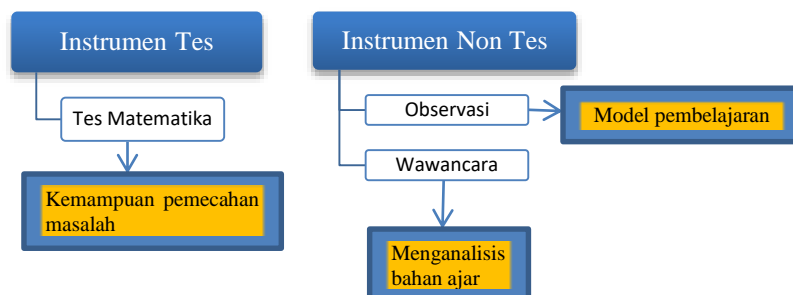 Instrumen Tes
Tes Matematika
Kemampuan pemecahan
masalah
Instrumen Non Tes
Observasi
Model pembelajaran
Wawancara
Menganalisis
bahan ajar